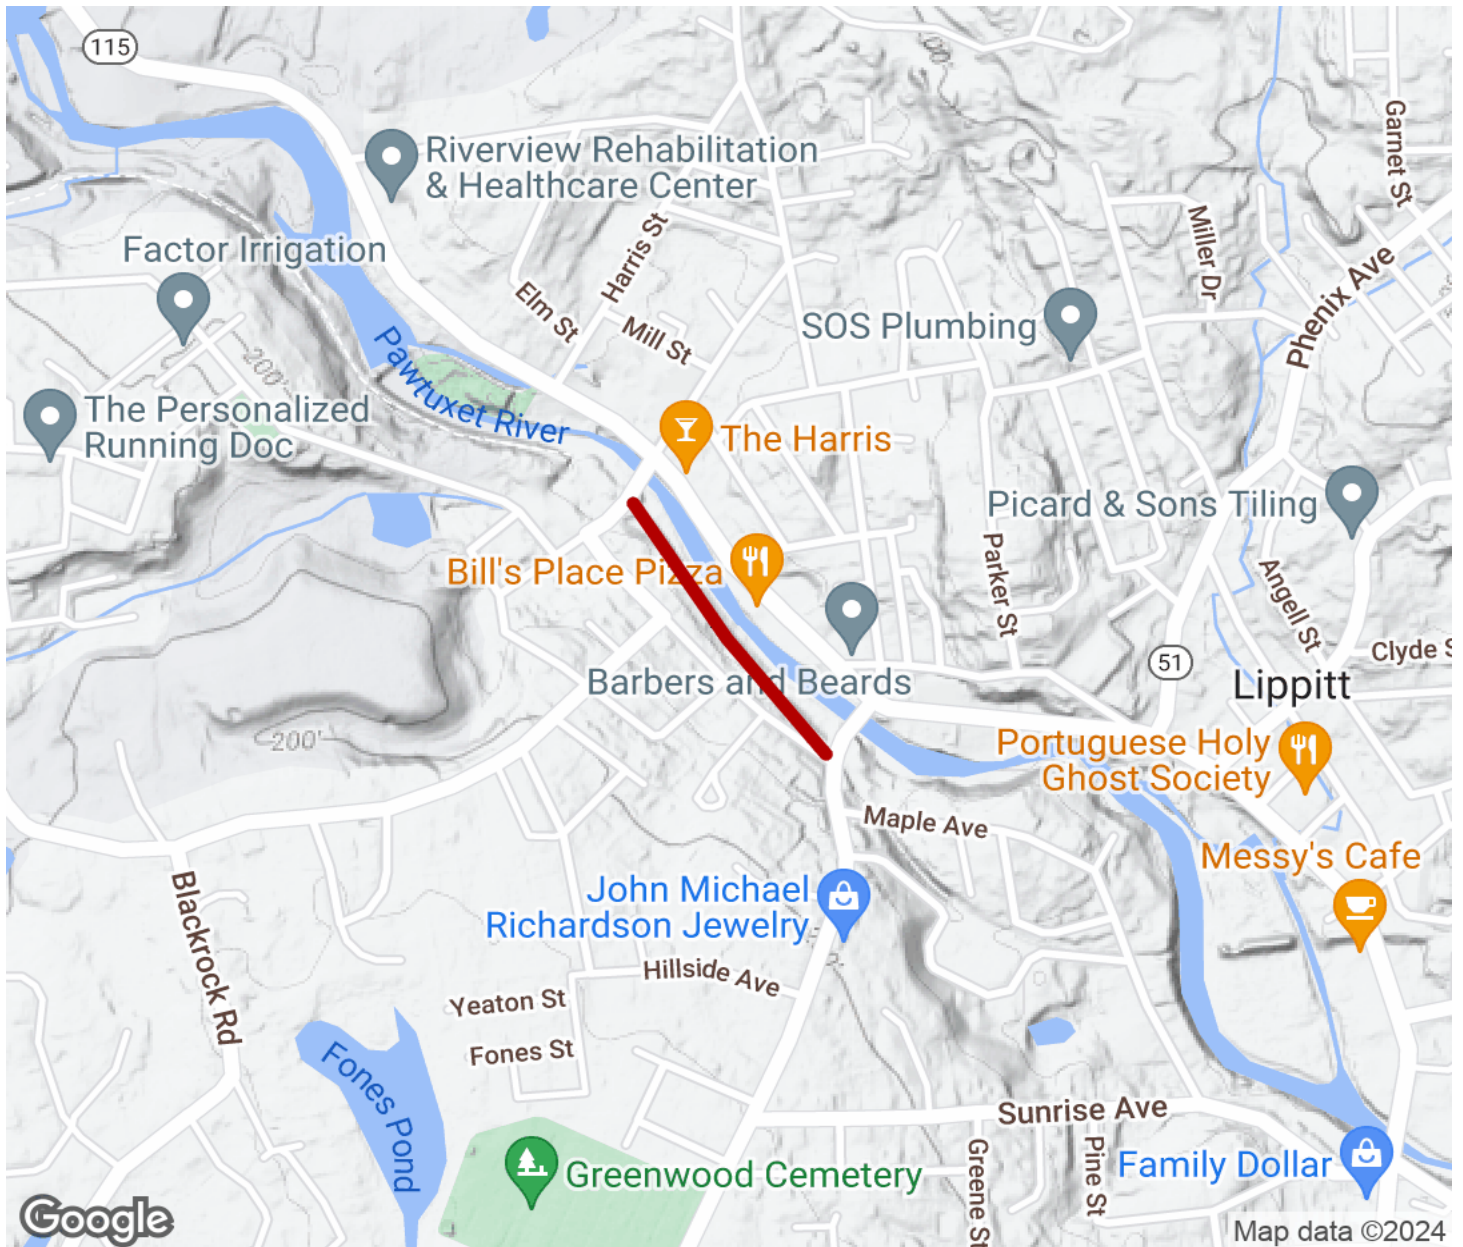 115
Riverview Rehabilitation
& Healthcare Center
Garnet St
Factor Irrigation
Harris St
Miller Dr
Phenix Ave
Elm St
Mill St
SOS Plumbing
200'
Pawtuxet River
The Personalized
Running Doc
The Harris
Picard & Sons Tiling
Bill's Place Pizza
Parker St
Angell St
Clyde S
51
Barbers and Beards
Lippitt
200'
Portuguese Holy
Ghost Society
Maple Ave
Messy's Cafe
Blackrock Rd
John Michael
Richardson Jewelry
Hillside Ave
Yeaton St
Fones St
Fones Pond
Sunrise Ave
Greene St
Pine St
Family Dollar
Greenwood Cemetery
Google
Map data ©2024